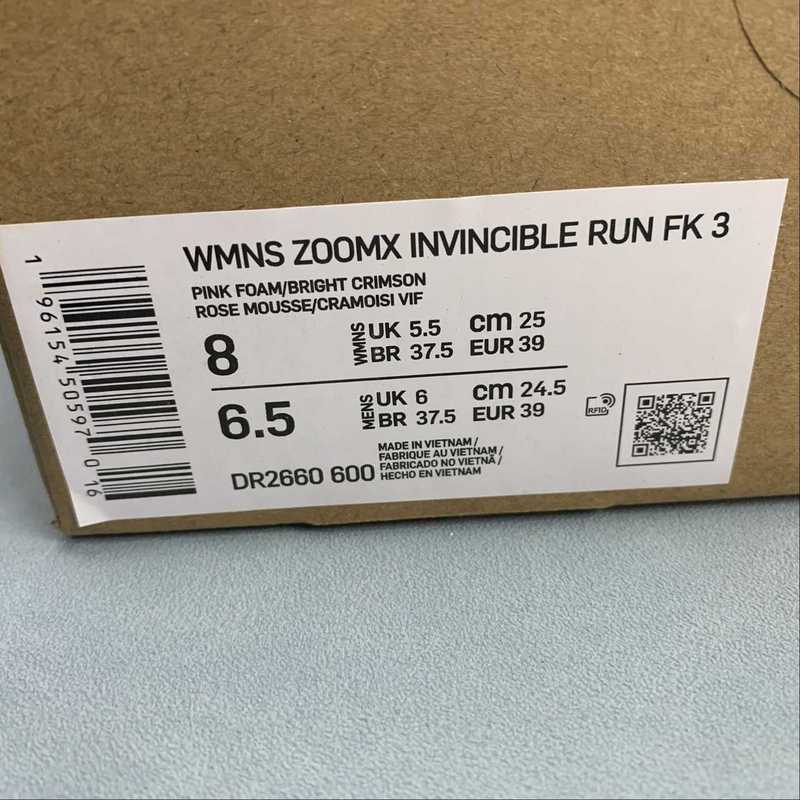 WMNS ZOOMX INVINCIBLE RUN FK 3
PINK FOAM/BRIGHT CRIMSON
ROSE MOUSSE/CRAMOISI VIF
8 WMNS UK 5.5 cm 25
BR 37.5 EUR 39
6.5 MENS UK 6 cm 24.5
BR 37.5 EUR 39
RFID
DR2660 600
MADE IN VIETNAM /
FABRIQUE AU VIETNAM /
FABRICADO NO VIETNÃ /
HECHO EN VIETNAM
1 96154 50597 0 16